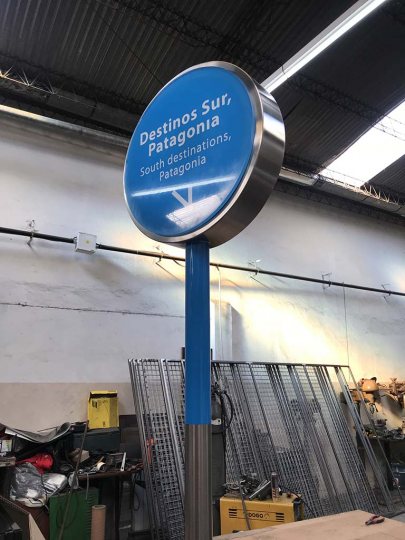 Destinos Sur,
Patagonia
South destinations,
Patagonia